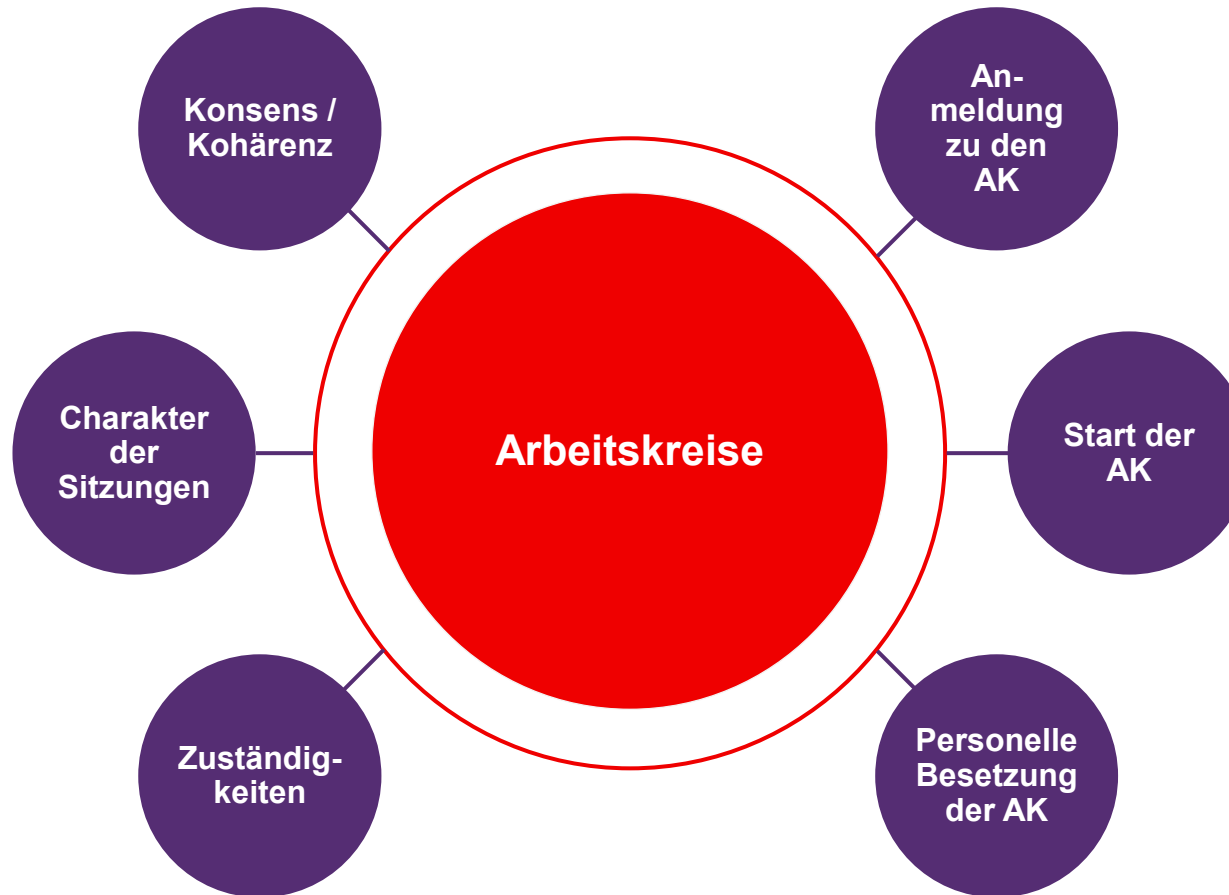 Konsens /
Kohärenz
An-
meldung
zu den
AK
Charakter
der
Sitzungen
Arbeitskreise
Start der
AK
Zuständig-
keiten
Personelle
Besetzung
der AK